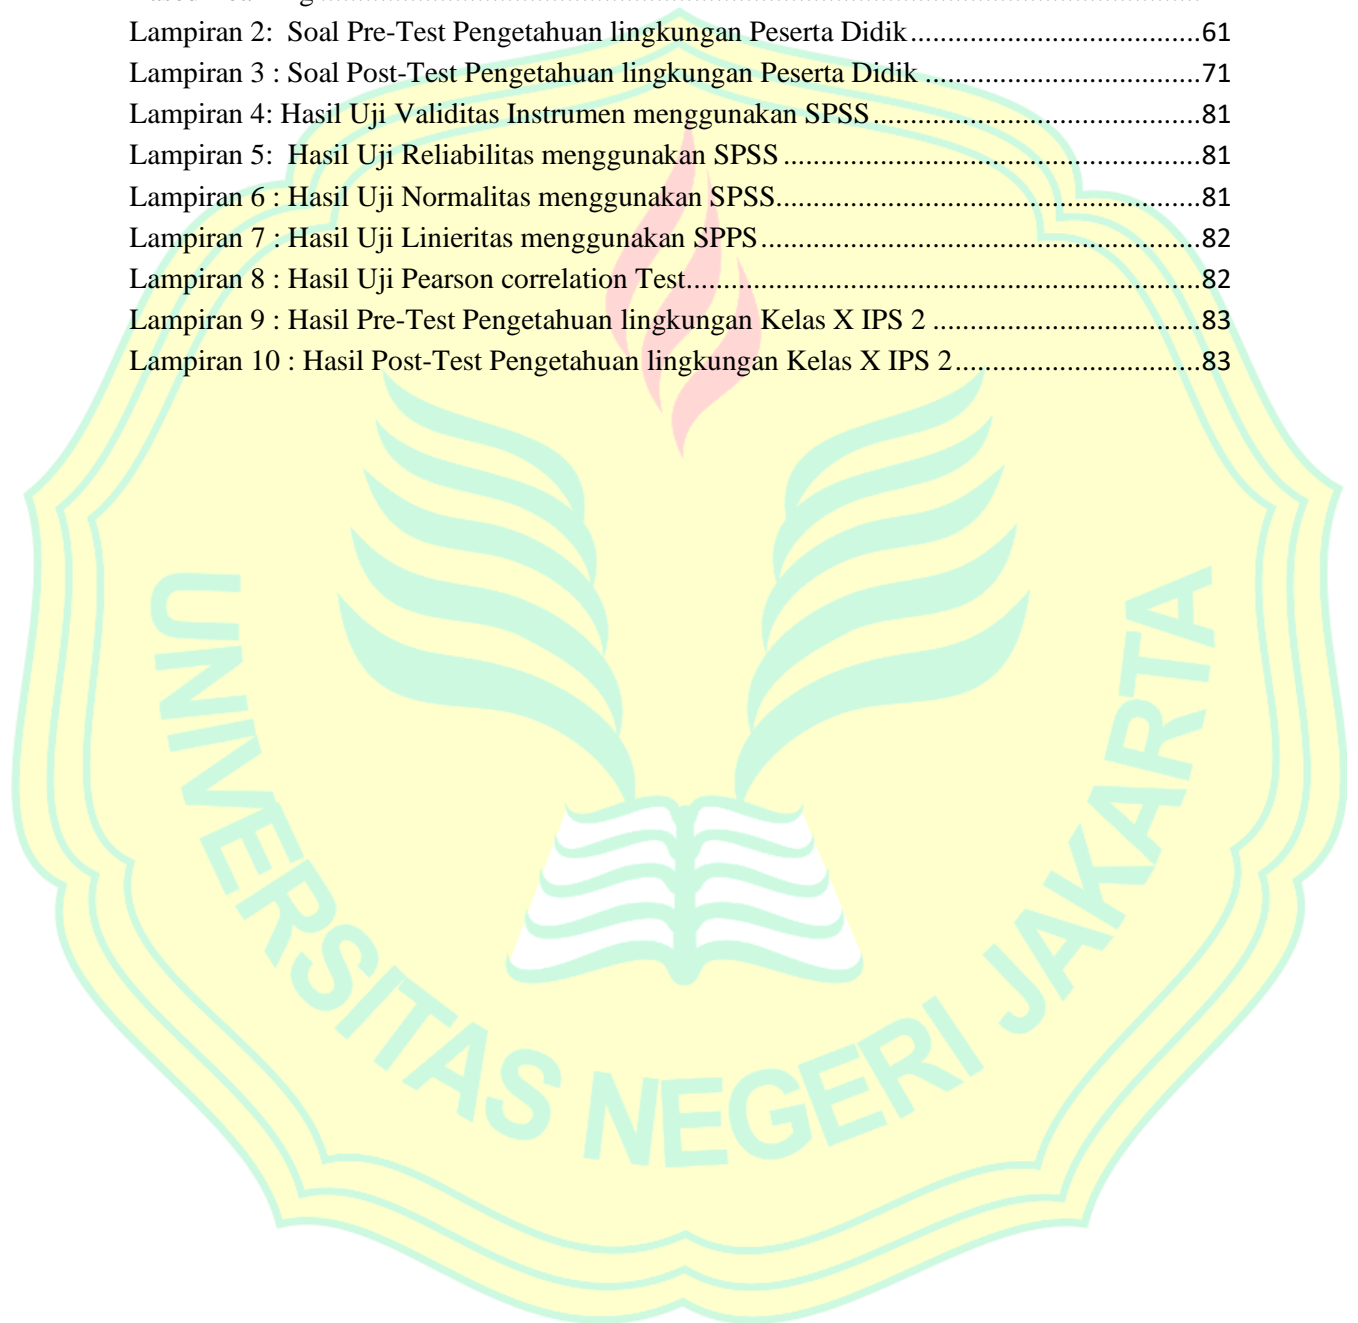 Lampiran 2:  Soal Pre-Test Pengetahuan lingkungan Peserta Didik....................................61
Lampiran 3 : Soal Post-Test Pengetahuan lingkungan Peserta Didik ...................................71
Lampiran 4: Hasil Uji Validitas Instrumen menggunakan SPSS..........................................81
Lampiran 5:  Hasil Uji Reliabilitas menggunakan SPSS .....................................................81
Lampiran 6 : Hasil Uji Normalitas menggunakan SPSS......................................................81
Lampiran 7 : Hasil Uji Linieritas menggunakan SPPS.........................................................82
Lampiran 8 : Hasil Uji Pearson correlation Test..................................................................82
Lampiran 9 : Hasil Pre-Test Pengetahuan lingkungan Kelas X IPS 2 ..................................83
Lampiran 10 : Hasil Post-Test Pengetahuan lingkungan Kelas X IPS 2................................83
UNIVERSITAS NEGERI JAKARTA